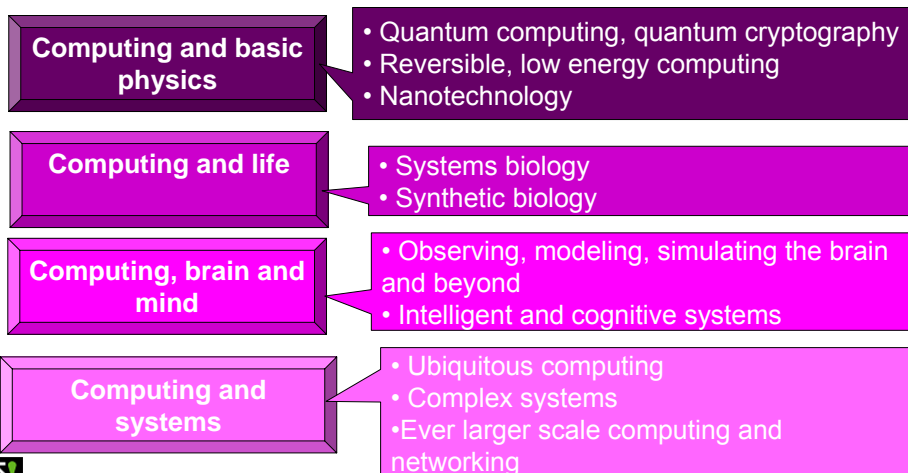 Computing and basic
physics
• Quantum computing, quantum cryptography
• Reversible, low energy computing
• Nanotechnology
Computing and life
• Systems biology
• Synthetic biology
Computing, brain and
mind
• Observing, modeling, simulating the brain
and beyond
• Intelligent and cognitive systems
Computing and
systems
• Ubiquitous computing
• Complex systems
•Ever larger scale computing and
networking